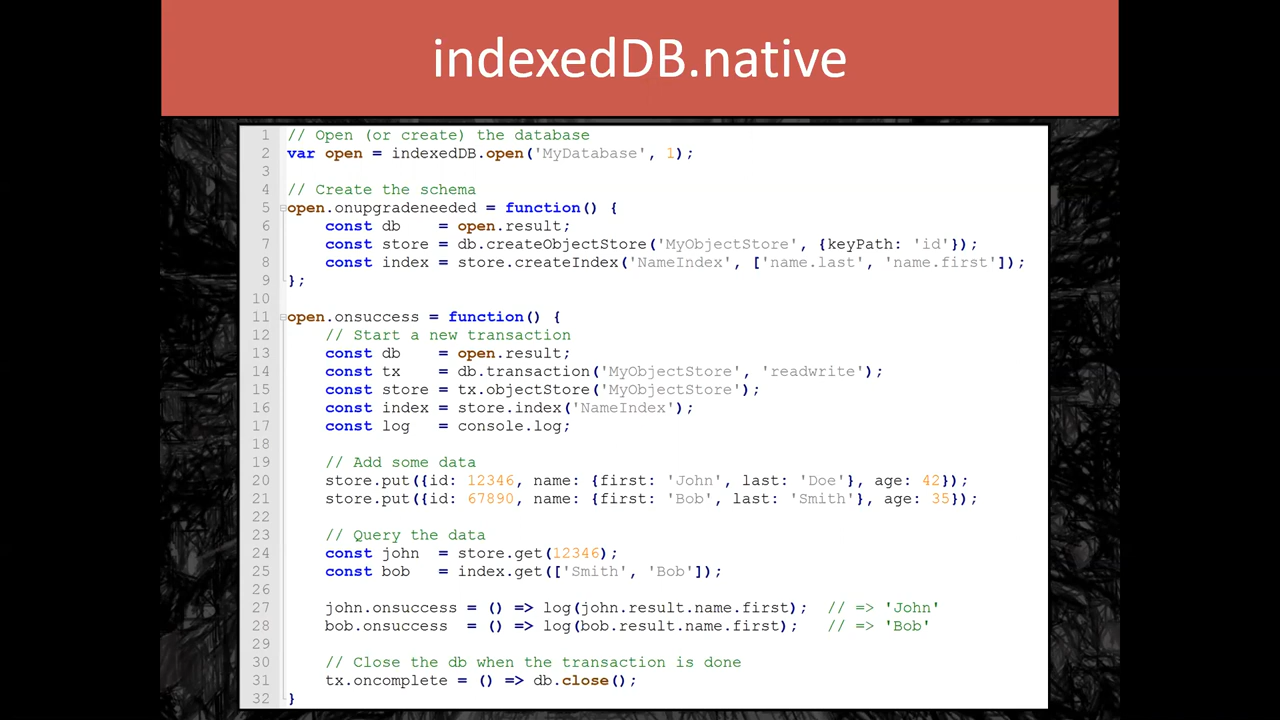 indexedDB.native
1 // Open (or create) the database
2 var open = indexedDB.open('MyDatabase', 1);
3
4 // Create the schema
5 open.onupgradeneeded = function() {
6     const db    = open.result;
7     const store = db.createObjectStore('MyObjectStore', {keyPath: 'id'});
8     const index = store.createIndex('NameIndex', ['name.last', 'name.first']);
9 };
10
11 open.onsuccess = function() {
12     // Start a new transaction
13     const db    = open.result;
14     const tx    = db.transaction('MyObjectStore', 'readwrite');
15     const store = tx.objectStore('MyObjectStore');
16     const index = store.index('NameIndex');
17     const log   = console.log;
18
19     // Add some data
20     store.put({id: 12346, name: {first: 'John', last: 'Doe'}, age: 42});
21     store.put({id: 67890, name: {first: 'Bob', last: 'Smith'}, age: 35});
22
23     // Query the data
24     const john  = store.get(12346);
25     const bob   = index.get(['Smith', 'Bob']);
26
27     john.onsuccess = () => log(john.result.name.first);  // => 'John'
28     bob.onsuccess  = () => log(bob.result.name.first);   // => 'Bob'
29
30     // Close the db when the transaction is done
31     tx.oncomplete = () => db.close();
32 }